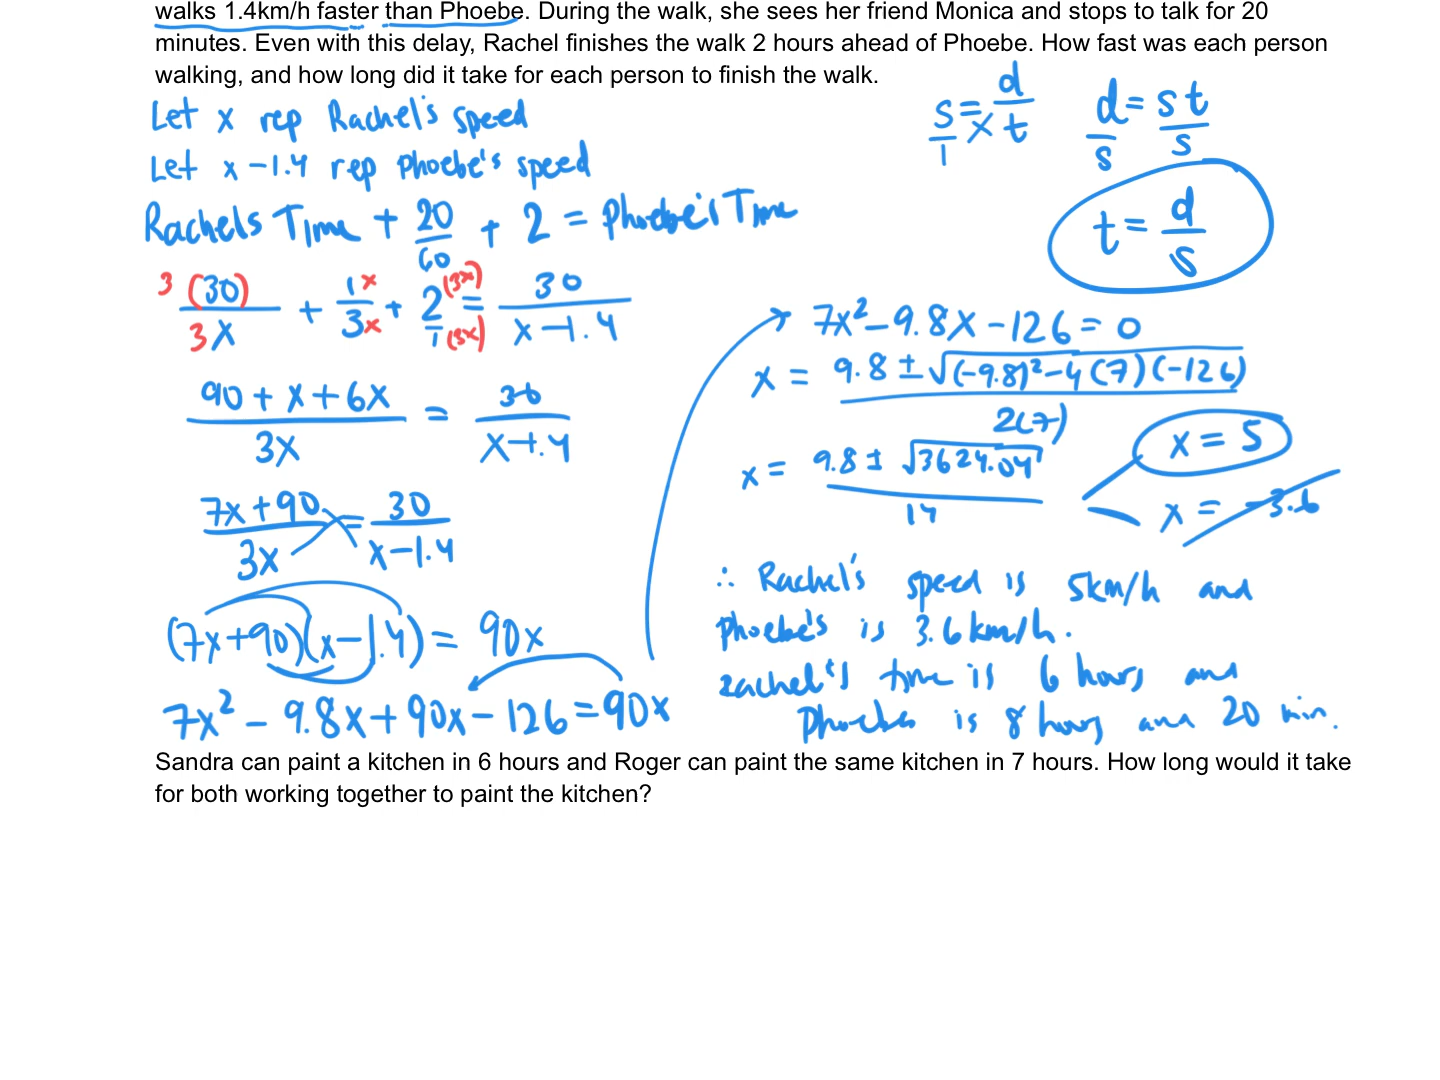 walks 1.4km/h faster than Phoebe. During the walk, she sees her friend Monica and stops to talk for 20
minutes. Even with this delay, Rachel finishes the walk 2 hours ahead of Phoebe. How fast was each person
walking, and how long did it take for each person to finish the walk.
Let x rep Rachel's speed
Let x-1.4 rep Phoebe's speed
Rachels Time + 20/60 + 2 = Phoebe's Time
3(30)/3x + 1x/3x + 2(3x)/1(3x) = 30/x-1.4
90+x+6x/3x = 30/x-1.4
7x+90/3x = 30/x-1.4
(7x+90)(x-1.4) = 90x
7x² - 9.8x + 90x - 126 = 90x
s/1 = d/t
d/s = st/s
t = d/s
7x² - 9.8x - 126 = 0
x = 9.8 ± √(-9.8)²-4(7)(-126) / 2(7)
x = 9.8 ± √3624.04 / 14
x = 5
x = -3.6
∴ Rachel's speed is 5km/h and
Phoebe's is 3.6km/h.
Rachel's time is 6 hours and
Phoebes is 8 hours and 20 min.
Sandra can paint a kitchen in 6 hours and Roger can paint the same kitchen in 7 hours. How long would it take
for both working together to paint the kitchen?